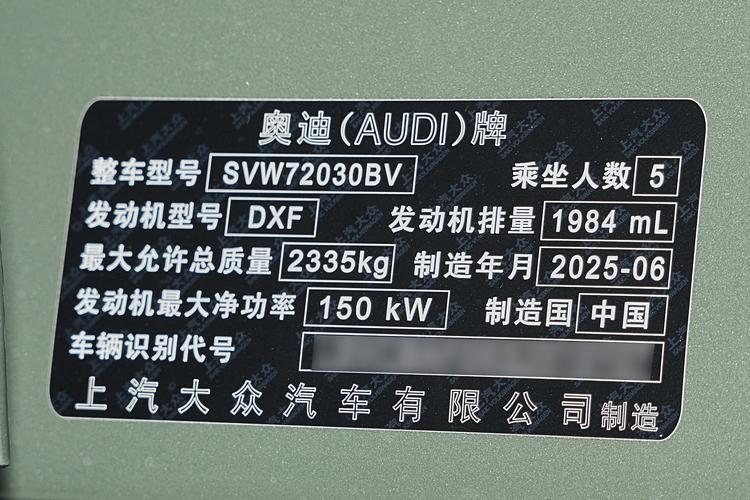 奥迪(AUDI)牌
整车型号 SVW72030BV 乘坐人数 5
发动机型号 DXF 发动机排量 1984 mL
最大允许总质量 2335kg 制造年月 2025-06
发动机最大净功率 150 kW 制造国 中国
车辆识别代号
上汽大众汽车有限公司制造